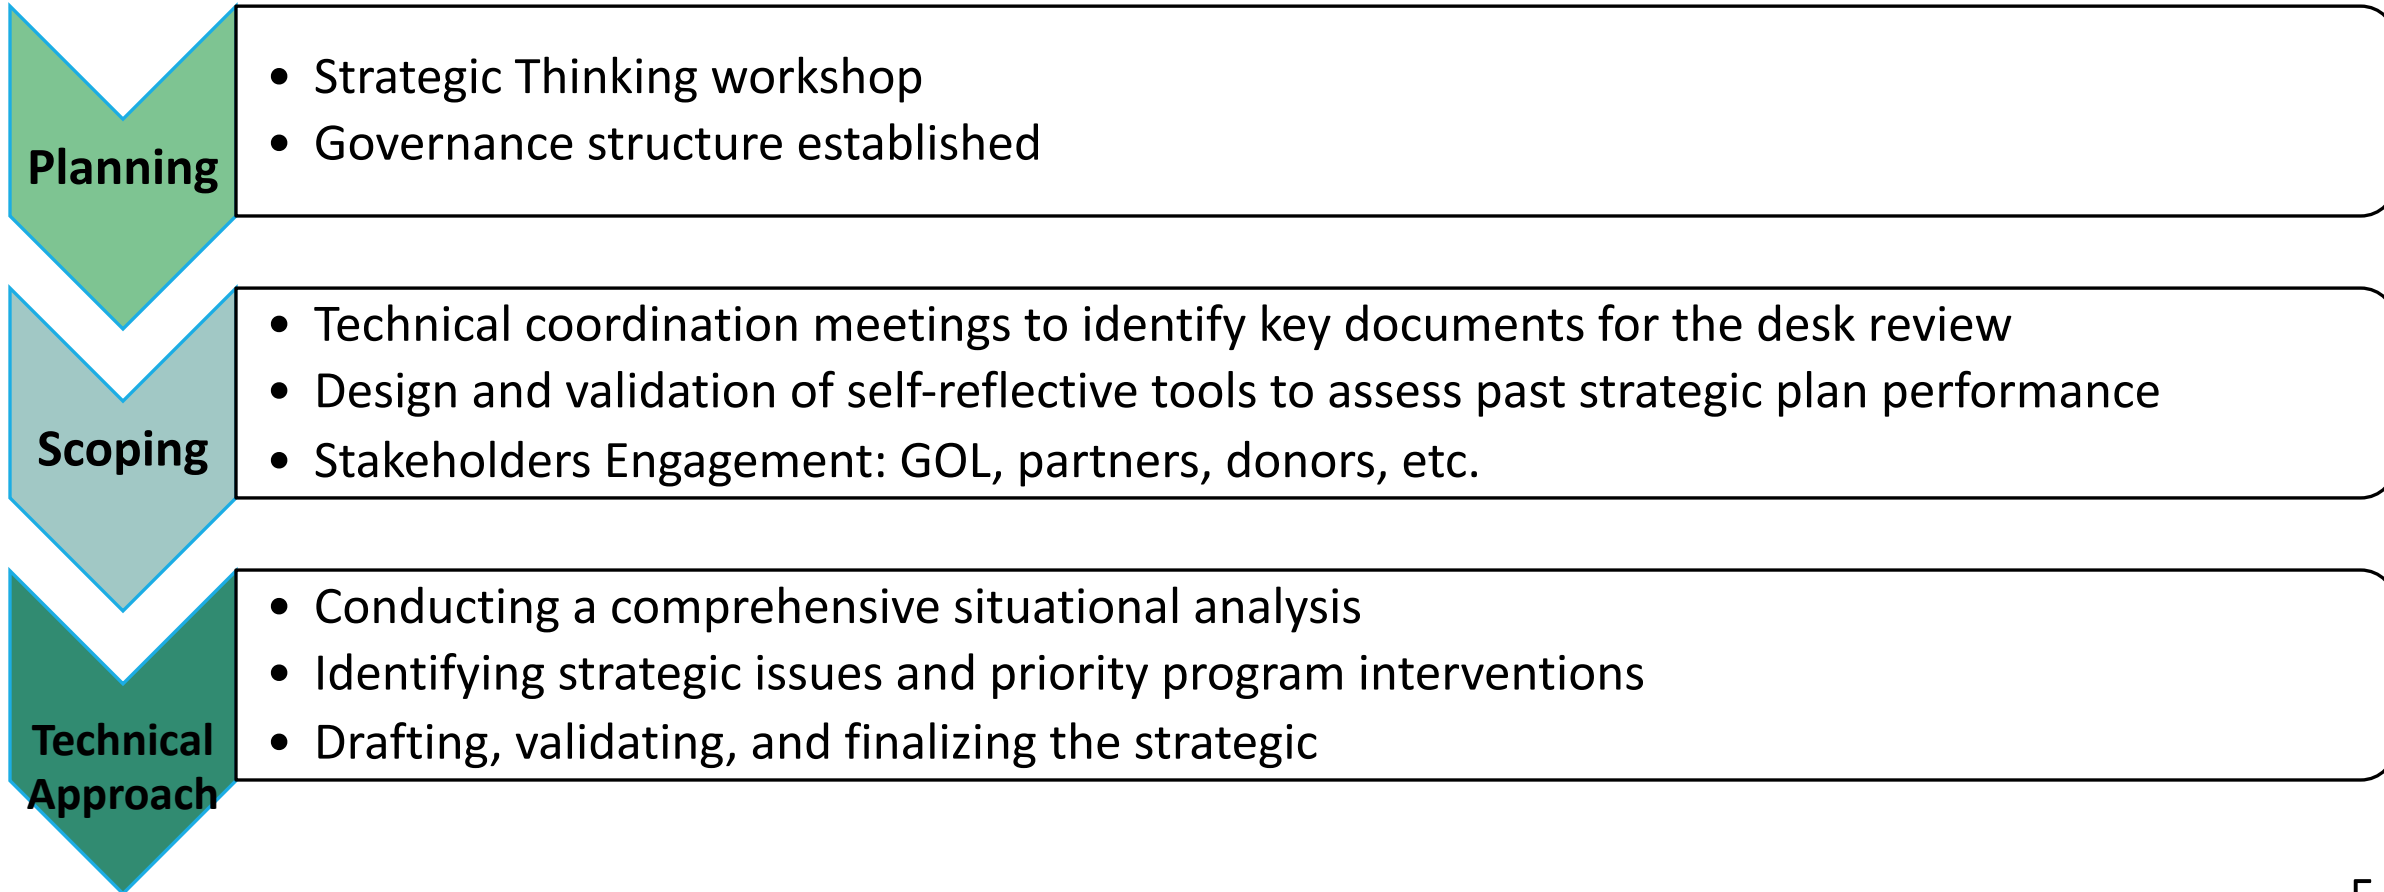 Planning
• Strategic Thinking workshop
• Governance structure established
Scoping
• Technical coordination meetings to identify key documents for the desk review
• Design and validation of self-reflective tools to assess past strategic plan performance
• Stakeholders Engagement: GOL, partners, donors, etc.
Technical
Approach
• Conducting a comprehensive situational analysis
• Identifying strategic issues and priority program interventions
• Drafting, validating, and finalizing the strategic